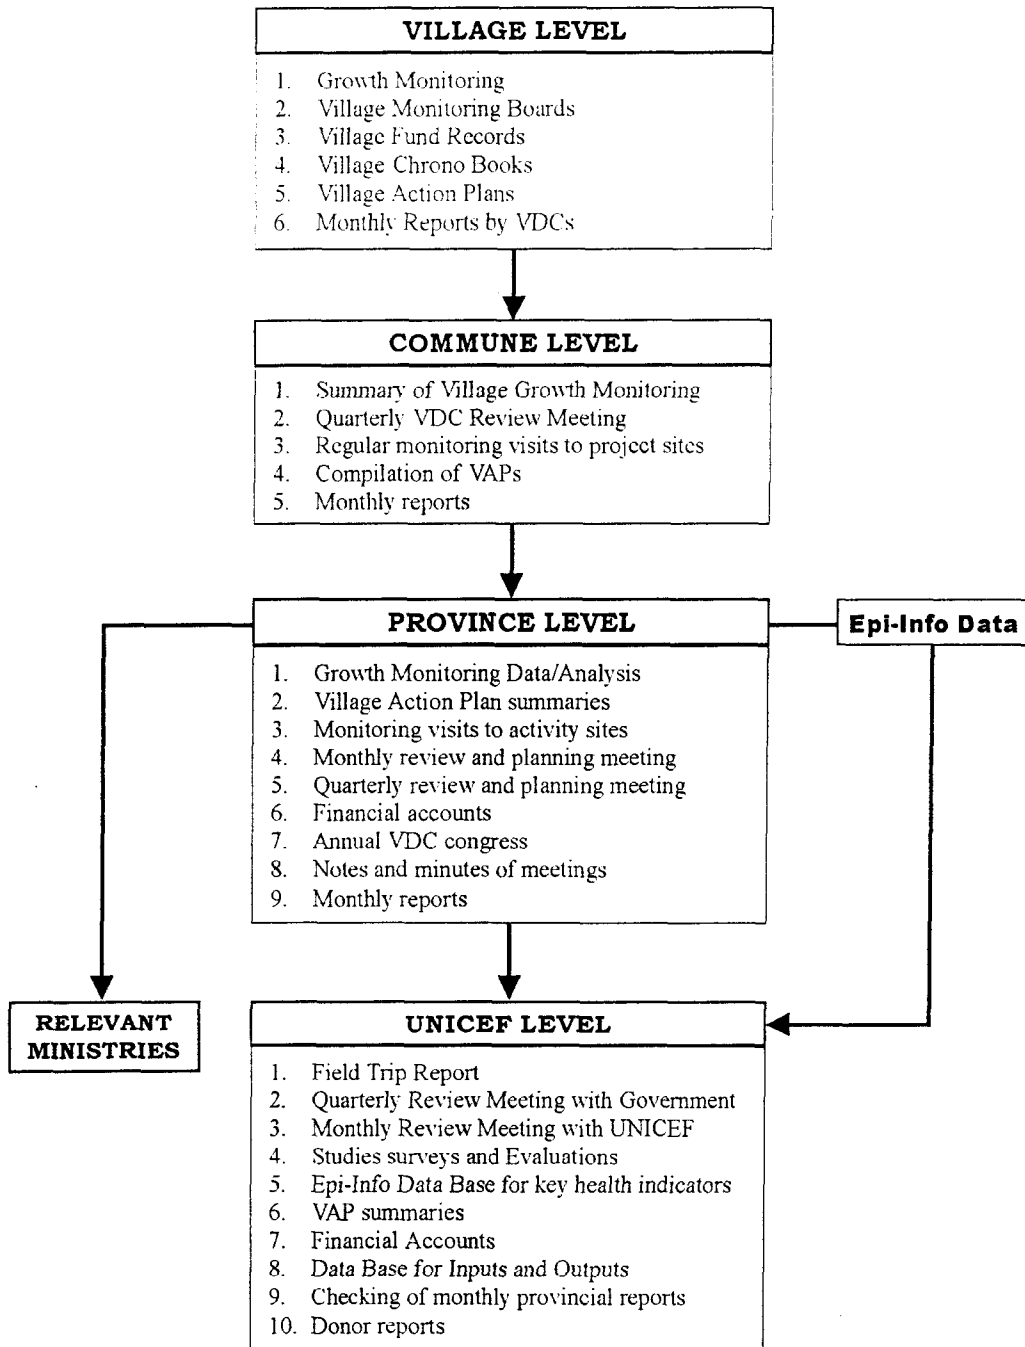 VILLAGE LEVEL
1. Growth Monitoring
2. Village Monitoring Boards
3. Village Fund Records
4. Village Chrono Books
5. Village Action Plans
6. Monthly Reports by VDCs
COMMUNE LEVEL
1. Summary of Village Growth Monitoring
2. Quarterly VDC Review Meeting
3. Regular monitoring visits to project sites
4. Compilation of VAPs
5. Monthly reports
PROVINCE LEVEL
Epi-Info Data
1. Growth Monitoring Data/Analysis
2. Village Action Plan summaries
3. Monitoring visits to activity sites
4. Monthly review and planning meeting
5. Quarterly review and planning meeting
6. Financial accounts
7. Annual VDC congress
8. Notes and minutes of meetings
9. Monthly reports
RELEVANT
MINISTRIES
UNICEF LEVEL
1. Field Trip Report
2. Quarterly Review Meeting with Government
3. Monthly Review Meeting with UNICEF
4. Studies surveys and Evaluations
5. Epi-Info Data Base for key health indicators
6. VAP summaries
7. Financial Accounts
8. Data Base for Inputs and Outputs
9. Checking of monthly provincial reports
10. Donor reports